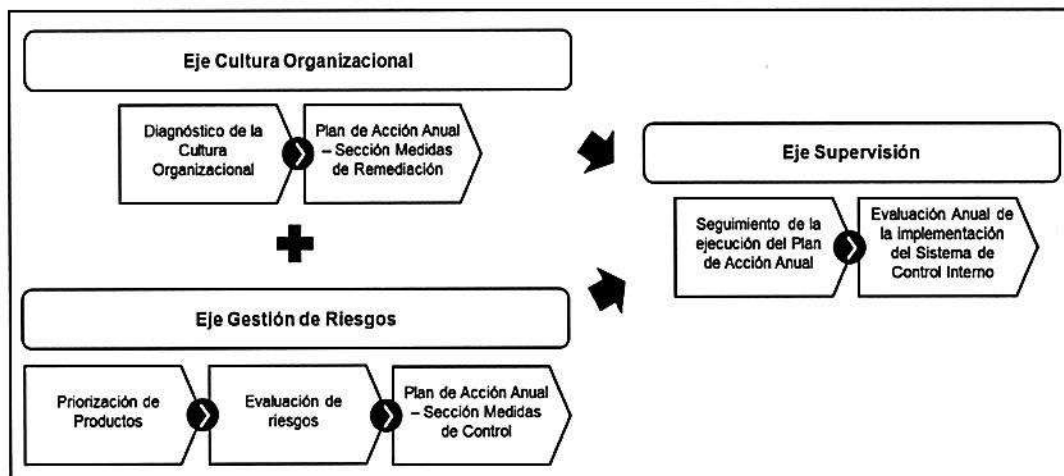 Eje Cultura Organizacional
Diagnóstico de la
Cultura
Organizacional
Plan de Acción Anual
– Sección Medidas
de Remediación
Eje Gestión de Riesgos
Priorización de
Productos
Evaluación de
riesgos
Plan de Acción Anual
– Sección Medidas
de Control
Eje Supervisión
Seguimiento de la
ejecución del Plan
de Acción Anual
Evaluación Anual de
la implementación
del Sistema de
Control Interno